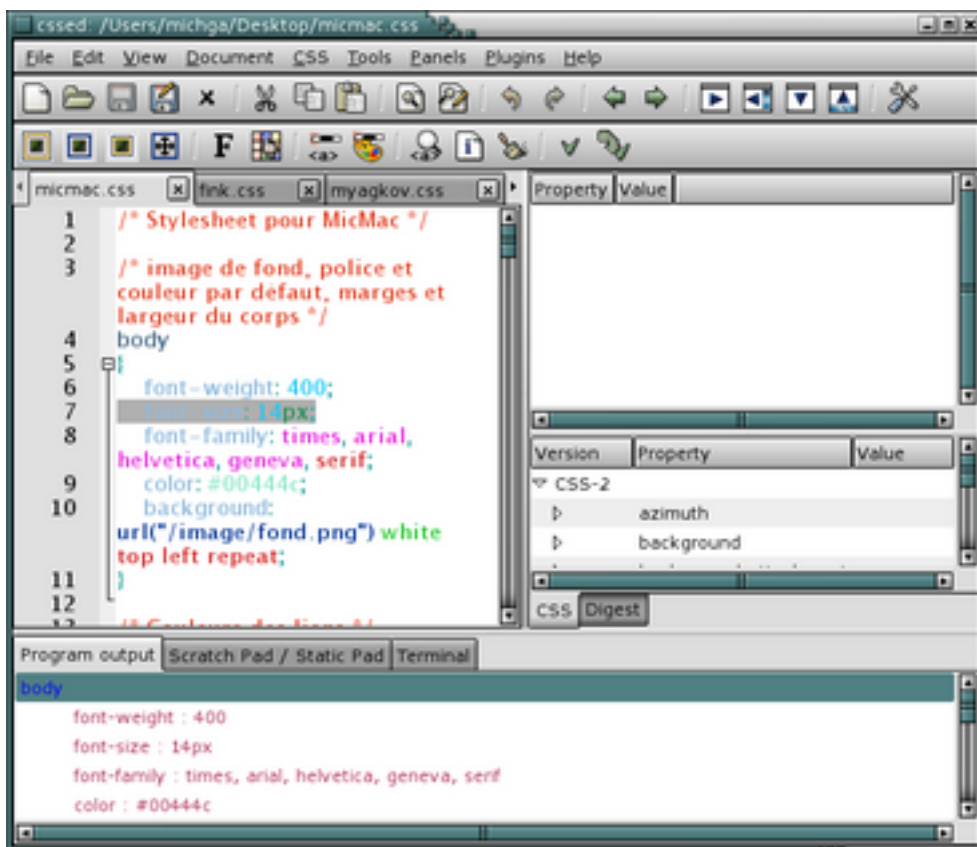 cssed: /Users/michga/Desktop/micmac.css
File Edit View Document CSS Tools Panels Plugins Help
F <a> <a> i
micmac.css fink.css myagkov.css
Property Value
1 /* Stylesheet pour MicMac */
2
3 /* image de fond, police et
couleur par défaut, marges et
largeur du corps */
4 body
5 {
6 font-weight: 400;
7 font-size: 14px;
8 font-family: times, arial,
helvetica, geneva, serif;
9 color: #00444c;
10 background:
url("/image/fond.png") white
top left repeat;
11 }
12
13 /* Couleurs des liens */
Version Property Value
CSS-2
azimuth
background
CSS Digest
Program output Scratch Pad / Static Pad Terminal
body
font-weight : 400
font-size : 14px
font-family : times, arial, helvetica, geneva, serif
color : #00444c